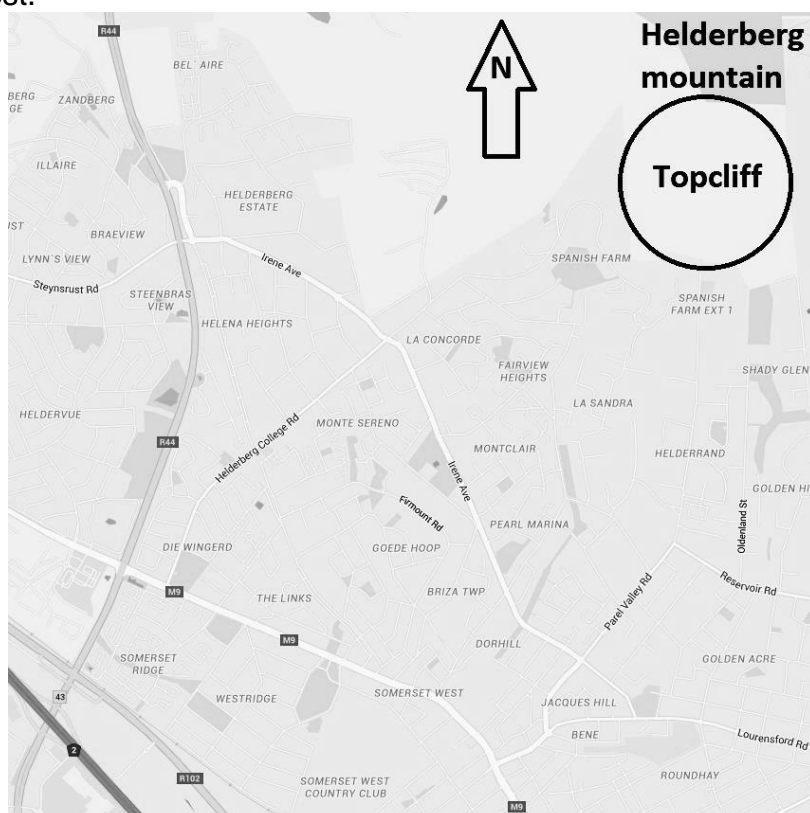 R44
Helderberg
mountain
BEL' AIRE
N
ZANDBERG
Topcliff
ILLAIRE
HELDERBERG
ESTATE
BRAEVIEW
LYNN'S VIEW
Irene Ave
SPANISH FARM
Steynsrust Rd
STEENBRAS
VIEW
SPANISH
FARM EXT 1
HELENA HEIGHTS
LA CONCORDE
FAIRVIEW
HEIGHTS
SHADY GLEN
LA SANDRA
HELDERVUE
MONTE SERENO
Helderberg College Rd
R44
MONTCLAIR
HELDERRAND
Irene Ave
GOLDEN HI
Firmount Rd
PEARL MARINA
Oldenland St
DIE WINGERD
GOEDE HOOP
Reservoir Rd
M9
THE LINKS
BRIZA TWP
Parel Valley Rd
M9
DORHILL
SOMERSET
RIDGE
GOLDEN ACRE
43
WESTRIDGE
SOMERSET WEST
JACQUES HILL
BENE
Lourensford Rd
2
R102
SOMERSET WEST
COUNTRY CLUB
ROUNDHAY
M9